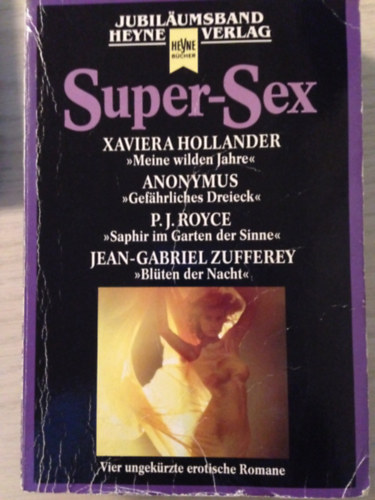 JUBILÄUMSBAND
HEYNE VERLAG
HEYNE
BÜCHER
Super-Sex
XAVIERA HOLLANDER
»Meine wilden Jahre«
ANONYMUS
»Gefährliches Dreieck«
P. J. ROYCE
»Saphir im Garten der Sinne«
JEAN-GABRIEL ZUFFEREY
»Blüten der Nacht«
Vier ungekürzte erotische Romane